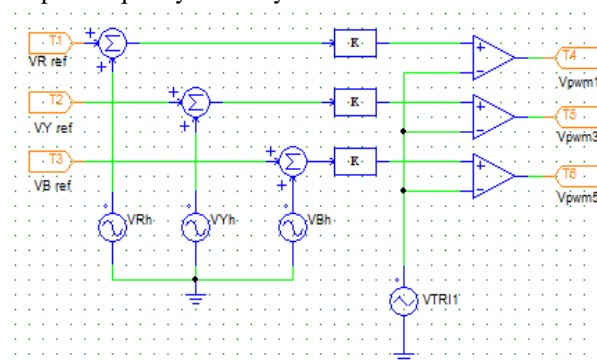 T1
VR ref
T2
VY ref
T3
VB ref
K
K
K
T4
Vpwm1
T5
Vpwm3
T6
Vpwm5
VRh
VYh
VBh
VTRI1